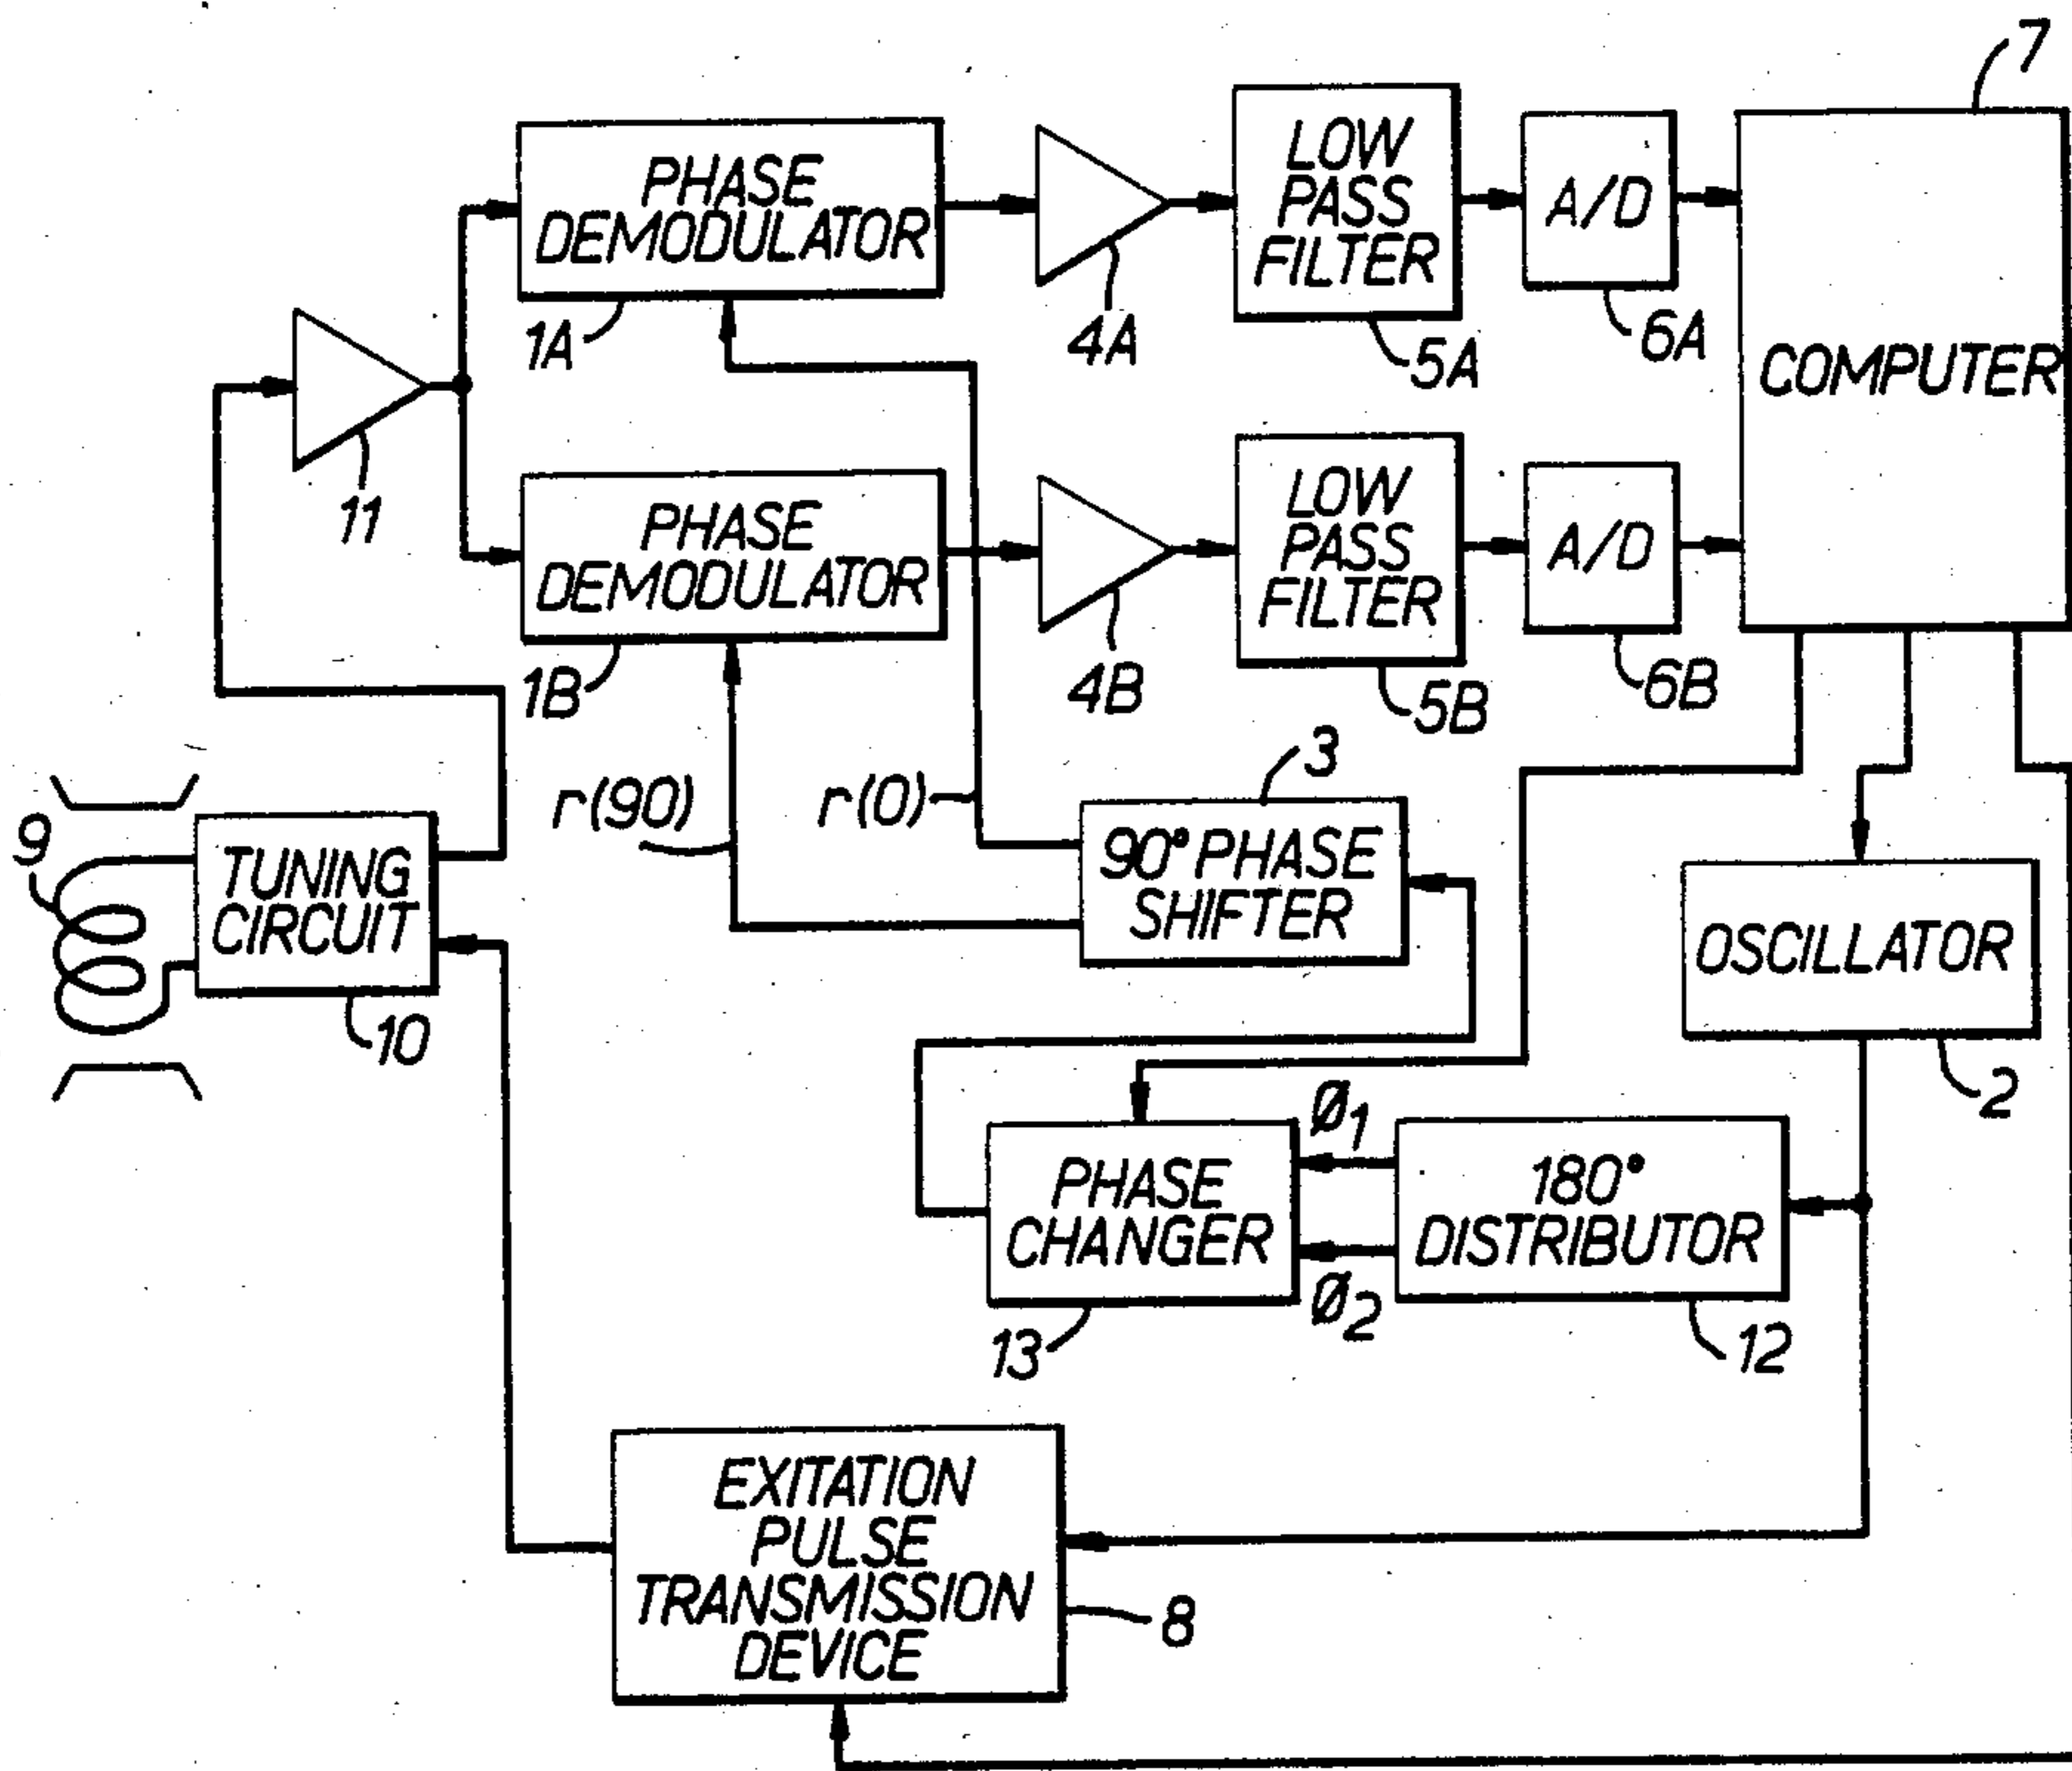 7
PHASE
DEMODULATOR
1A
4A
LOW
PASS
FILTER
5A
A/D
6A
COMPUTER
11
PHASE
DEMODULATOR
1B
4B
LOW
PASS
FILTER
5B
A/D
6B
r(90)
r(0)
3
90° PHASE
SHIFTER
9
TUNING
CIRCUIT
10
OSCILLATOR
2
PHASE
CHANGER
13
Ø1
Ø2
180°
DISTRIBUTOR
12
EXITATION
PULSE
TRANSMISSION
DEVICE
8